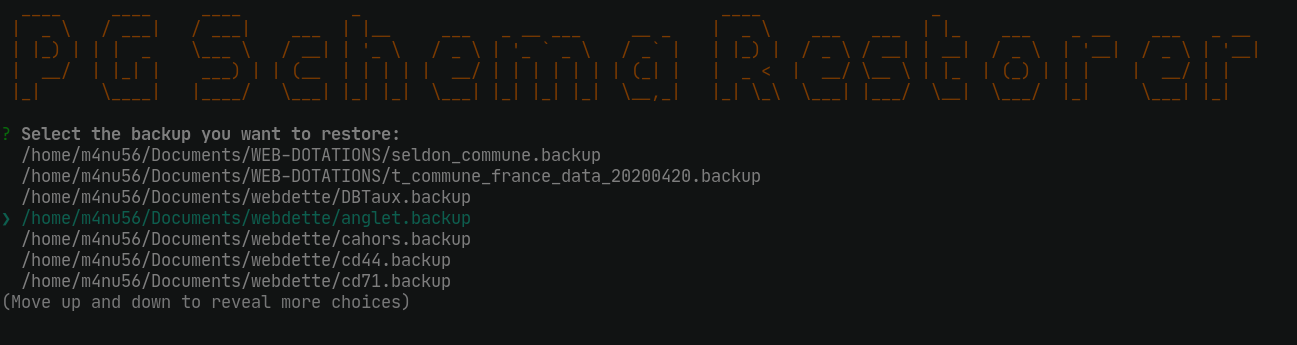 PG Schema Restorer
? Select the backup you want to restore:
/home/m4nu56/Documents/WEB-DOTATIONS/seldon_commune.backup
/home/m4nu56/Documents/WEB-DOTATIONS/t_commune_france_data_20200420.backup
/home/m4nu56/Documents/webdette/DBTaux.backup
❯ /home/m4nu56/Documents/webdette/anglet.backup
/home/m4nu56/Documents/webdette/cahors.backup
/home/m4nu56/Documents/webdette/cd44.backup
/home/m4nu56/Documents/webdette/cd71.backup
(Move up and down to reveal more choices)